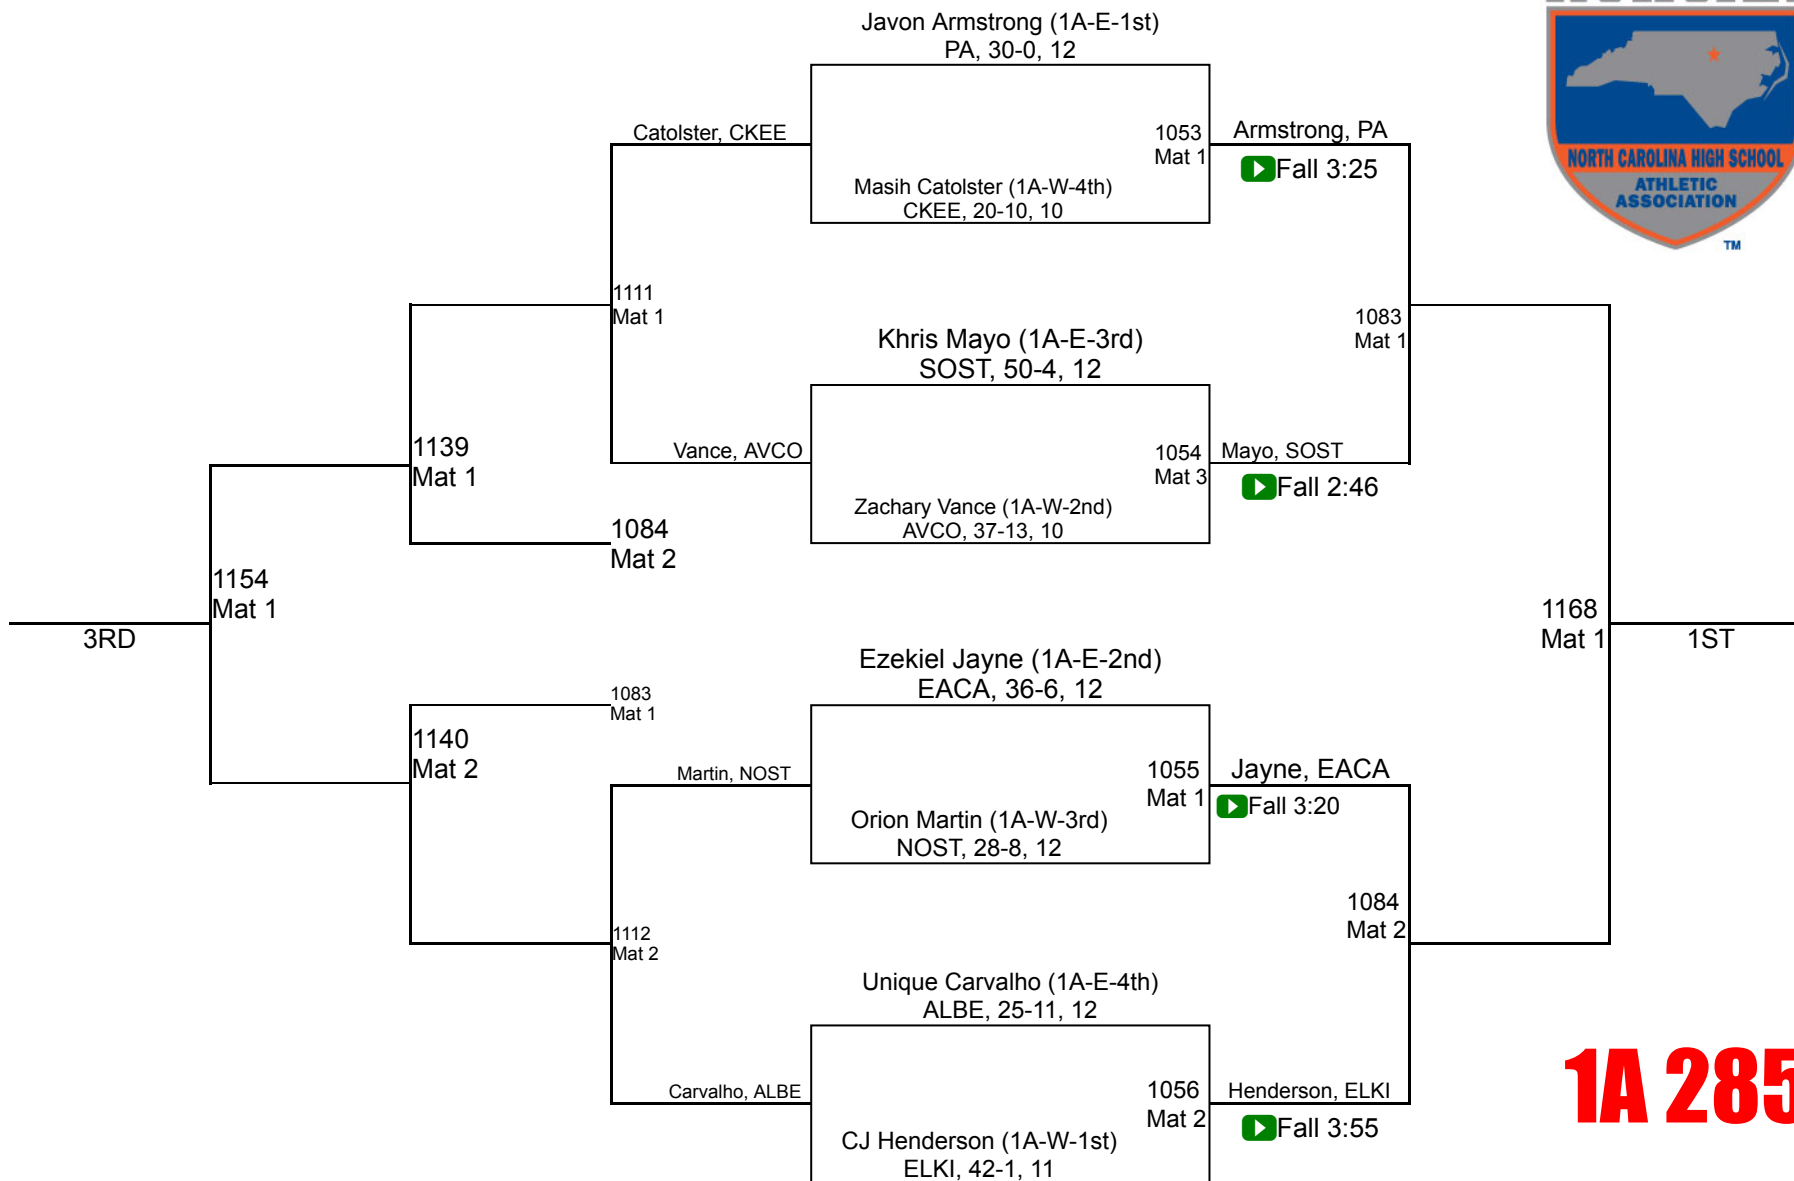 Javon Armstrong (1A-E-1st)
PA, 30-0, 12
Catolster, CKEE
1053
Mat 1
Armstrong, PA
Fall 3:25
Masih Catolster (1A-W-4th)
CKEE, 20-10, 10
NORTH CAROLINA HIGH SCHOOL
ATHLETIC
ASSOCIATION
TM
1111
Mat 1
1083
Mat 1
Khris Mayo (1A-E-3rd)
SOST, 50-4, 12
1139
Mat 1
Vance, AVCO
1054
Mat 3
Mayo, SOST
Fall 2:46
Zachary Vance (1A-W-2nd)
AVCO, 37-13, 10
1084
Mat 2
1154
Mat 1
3RD
1168
Mat 1
1ST
Ezekiel Jayne (1A-E-2nd)
EACA, 36-6, 12
1083
Mat 1
1140
Mat 2
Martin, NOST
1055
Mat 1
Jayne, EACA
Fall 3:20
Orion Martin (1A-W-3rd)
NOST, 28-8, 12
1112
Mat 2
1084
Mat 2
Unique Carvalho (1A-E-4th)
ALBE, 25-11, 12
Carvalho, ALBE
1056
Mat 2
Henderson, ELKI
Fall 3:55
CJ Henderson (1A-W-1st)
ELKI, 42-1, 11
1A 285